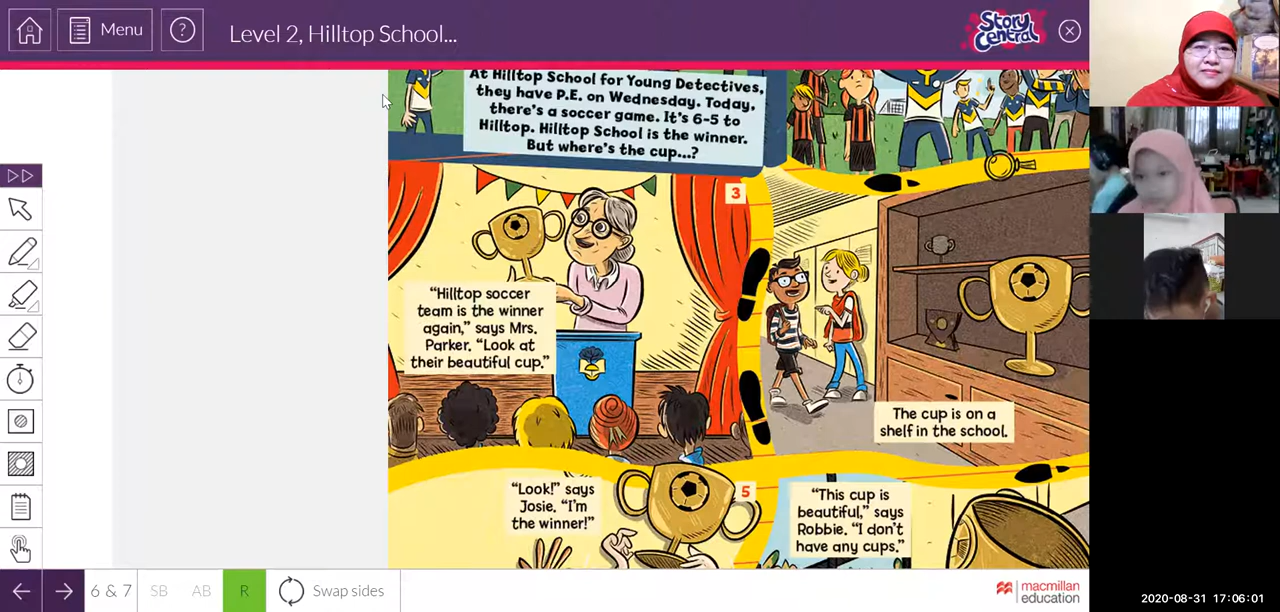 Menu
?
Level 2, Hilltop School...
Story
Central
At Hilltop School for Young Detectives,
they have P.E. on Wednesday. Today,
there's a soccer game. It's 6-5 to
Hilltop. Hilltop School is the winner.
But where's the cup...?
3
"Hilltop soccer
team is the winner
again," says Mrs.
Parker. "Look at
their beautiful cup."
The cup is on a
shelf in the school.
"Look!" says
Josie. "I'm
the winner!"
5
"This cup is
beautiful," says
Robbie. "I don't
have any cups."
6 & 7
SB
AB
R
Swap sides
macmillan
education
2020-08-31 17:06:01